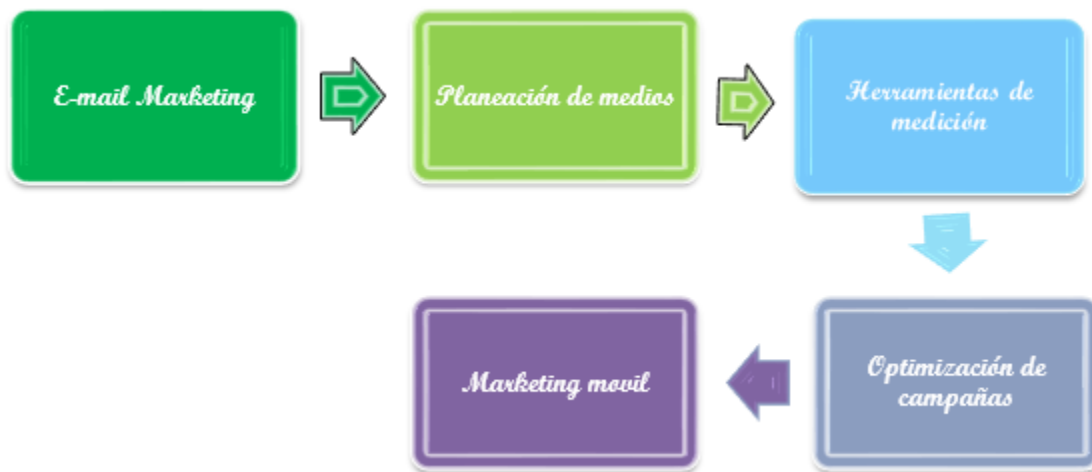 E-mail Marketing
Planeación de medios
Herramientas de
medición
Optimización de
campañas
Marketing movil